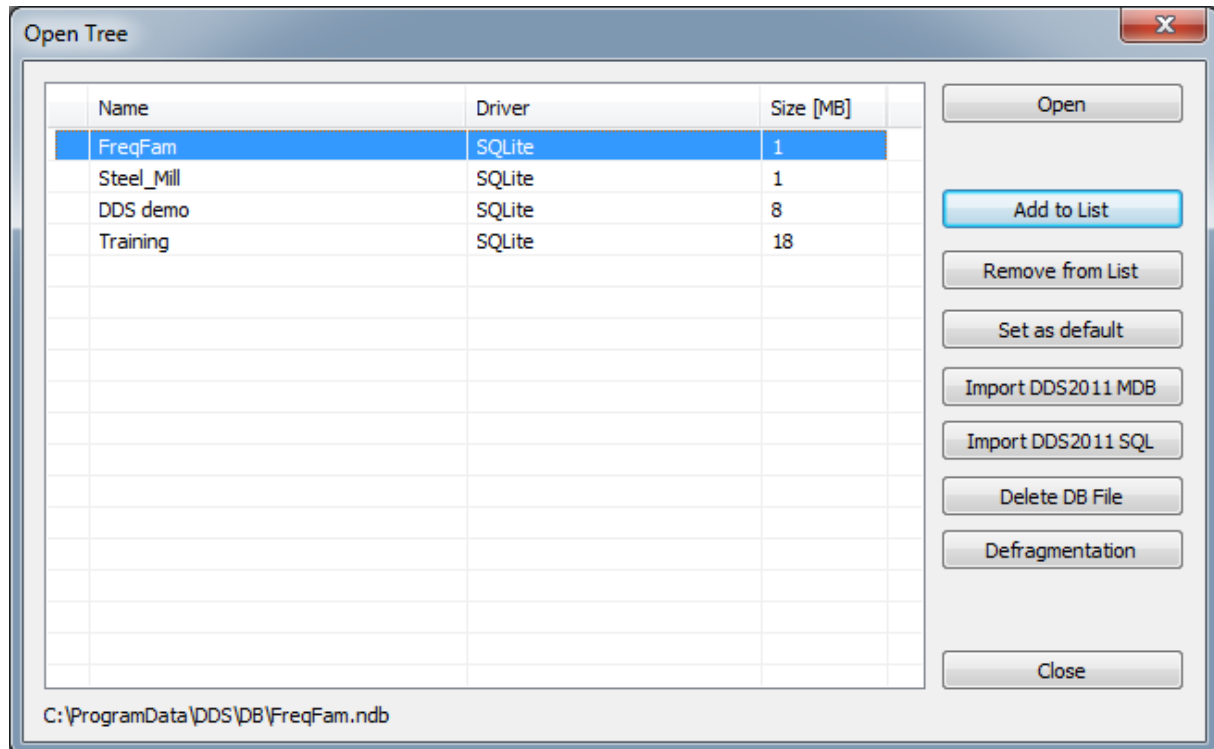 Open Tree
Name Driver Size [MB]
FreqFam SQLite 1
Steel_Mill SQLite 1
DDS demo SQLite 8
Training SQLite 18
Open
Add to List
Remove from List
Set as default
Import DDS2011 MDB
Import DDS2011 SQL
Delete DB File
Defragmentation
Close
C:\ProgramData\DDS\DB\FreqFam.ndb